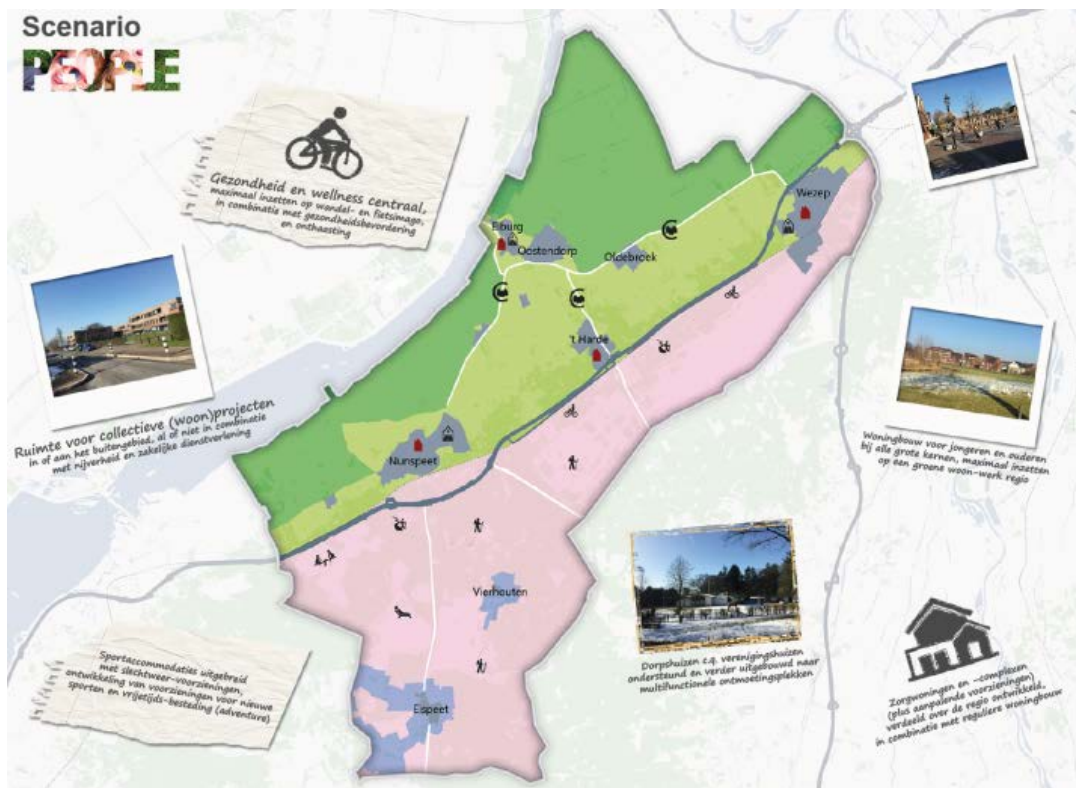 Scenario
PEOPLE
Gezondheid en wellness centraal,
maximaal inzetten op wandel- en fietsimago,
in combinatie met gezondheidsbevordering
en onthaasting
Wezep
Elburg
Oostendorp
Oldebroek
't Harde
Ruimte voor collectieve (woon)projecten
in of aan het buitengebied, al of niet in combinatie
met nijverheid en zakelijke dienstverlening
Nunspeet
Woningbouw voor jongeren en ouderen
bij alle grote kernen, maximaal inzetten
op een groene woon-werk regio
Vierhouten
Sportaccommodaties uitgebreid
met slechtweer-voorzieningen,
ontwikkeling van voorzieningen voor nieuwe
sporten en vrijetijds-besteding (adventure)
Dorpshuizen c.q. verenigingshuizen
ondersteund en verder uitgebouwd naar
multifunctionele ontmoetingsplekken
Elspeet
Zorgwoningen en -complexen
(plus aanpalende voorzieningen)
verdeeld over de regio ontwikkeld,
in combinatie met reguliere woningbouw